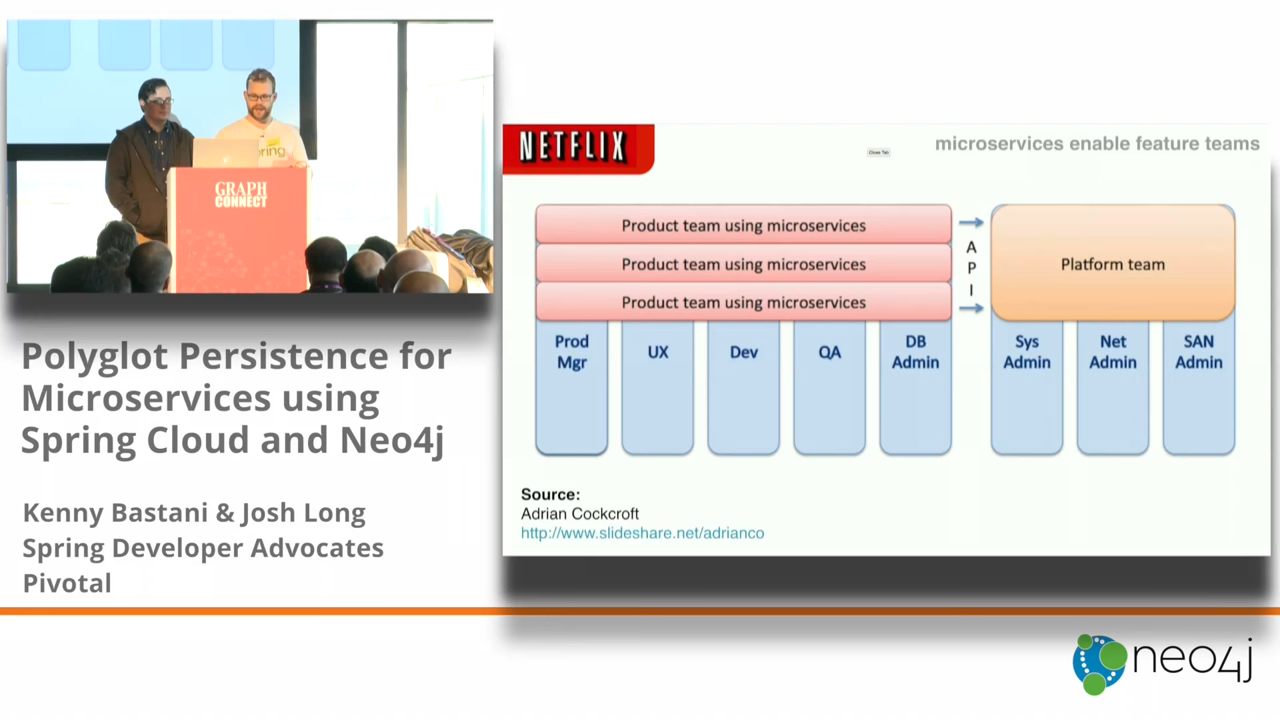 GRAPH
CONNECT
ring
Polyglot Persistence for
Microservices using
Spring Cloud and Neo4j
Kenny Bastani & Josh Long
Spring Developer Advocates
Pivotal
NETFLIX
Close Tab
microservices enable feature teams
Product team using microservices
Product team using microservices
Product team using microservices
A
P
I
Platform team
Prod
Mgr
UX
Dev
QA
DB
Admin
Sys
Admin
Net
Admin
SAN
Admin
Source:
Adrian Cockcroft
http://www.slideshare.net/adrianco
neo4j